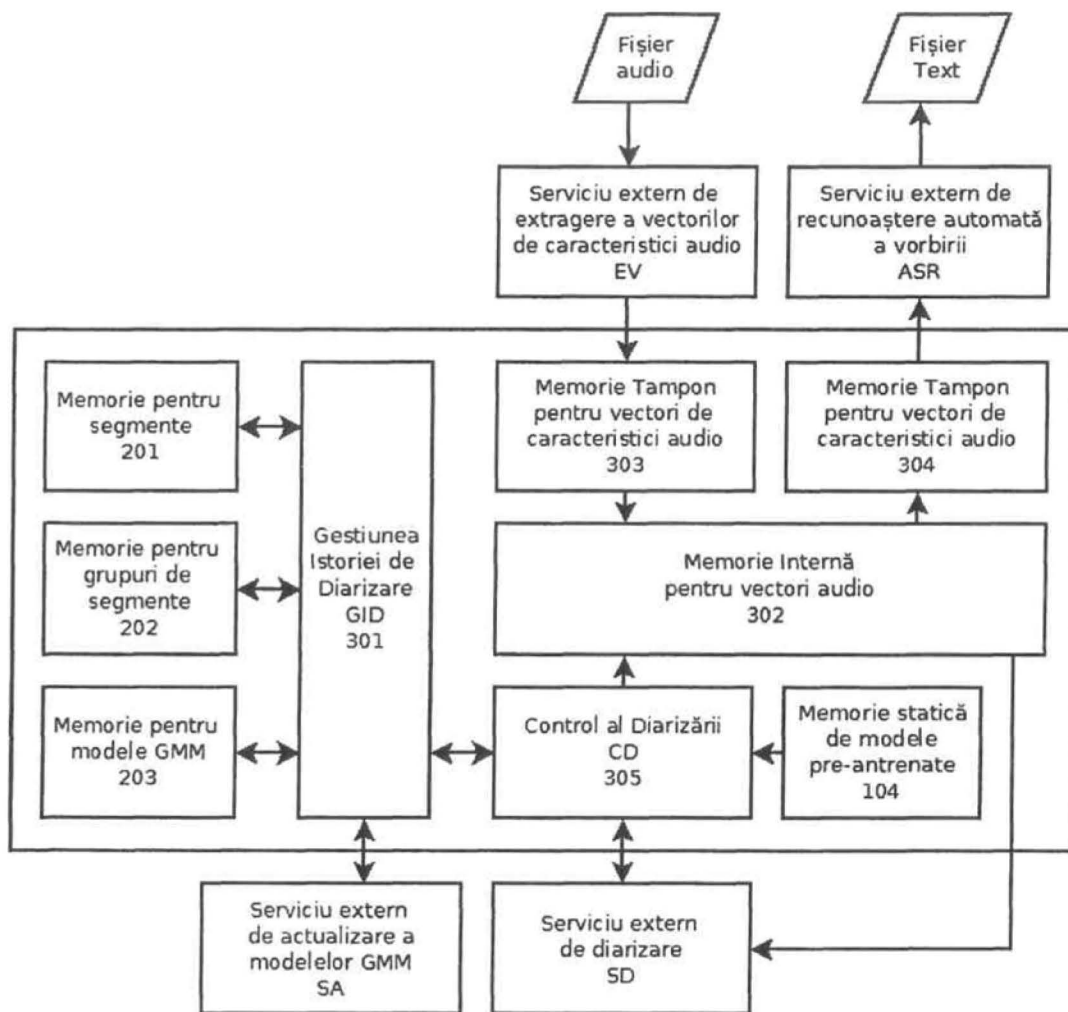 Fișier
audio
Fișier
Text
Serviciu extern de
extragere a vectorilor
de caracteristici audio
EV
Serviciu extern de
recunoaștere automată
a vorbirii
ASR
Memorie pentru
segmente
201
Memorie pentru
grupuri de
segmente
202
Memorie pentru
modele GMM
203
Gestiunea
Istoriei de
Diarizare
GID
301
Memorie Tampon
pentru vectori de
caracteristici audio
303
Memorie Tampon
pentru vectori de
caracteristici audio
304
Memorie Internă
pentru vectori audio
302
Control al Diarizării
CD
305
Memorie statică
de modele
pre-antrenate
104
Serviciu extern
de actualizare a
modelelor GMM
SA
Serviciu extern
de diarizare
SD